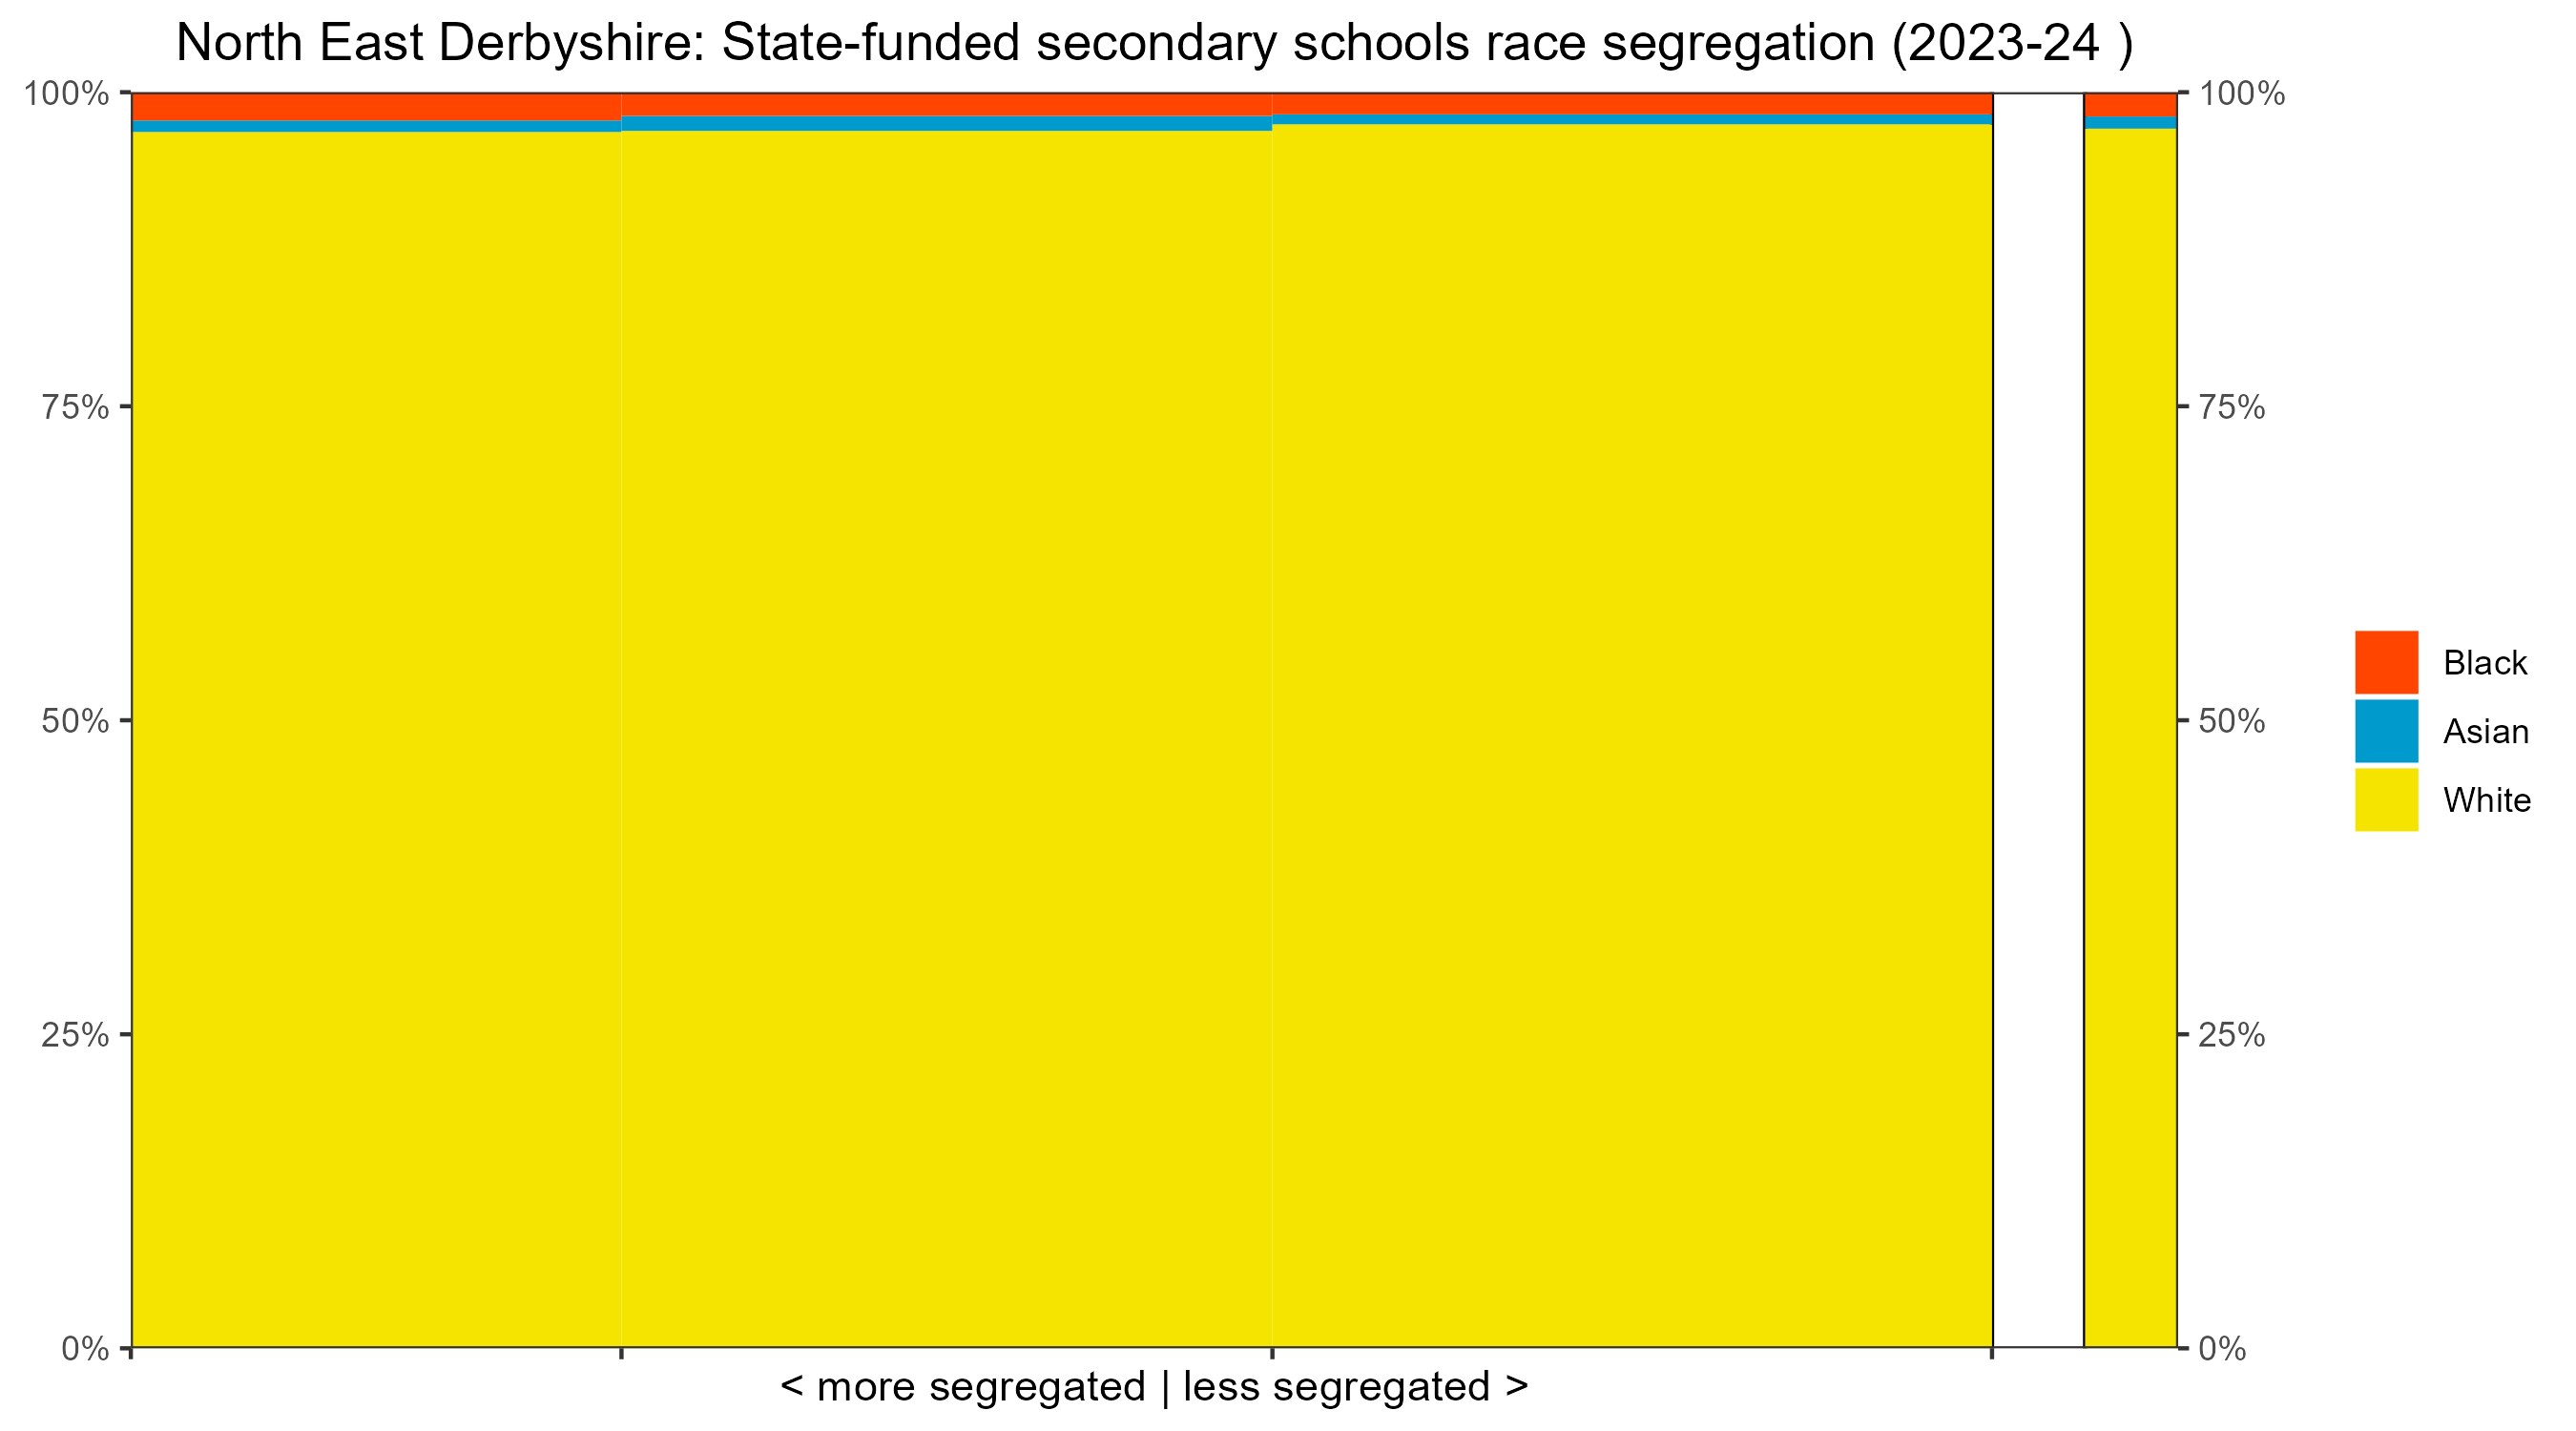 North East Derbyshire: State-funded secondary schools race segregation (2023-24 )
100%
75%
50%
25%
0%
100%
75%
50%
25%
0%
Black
Asian
White
< more segregated | less segregated >